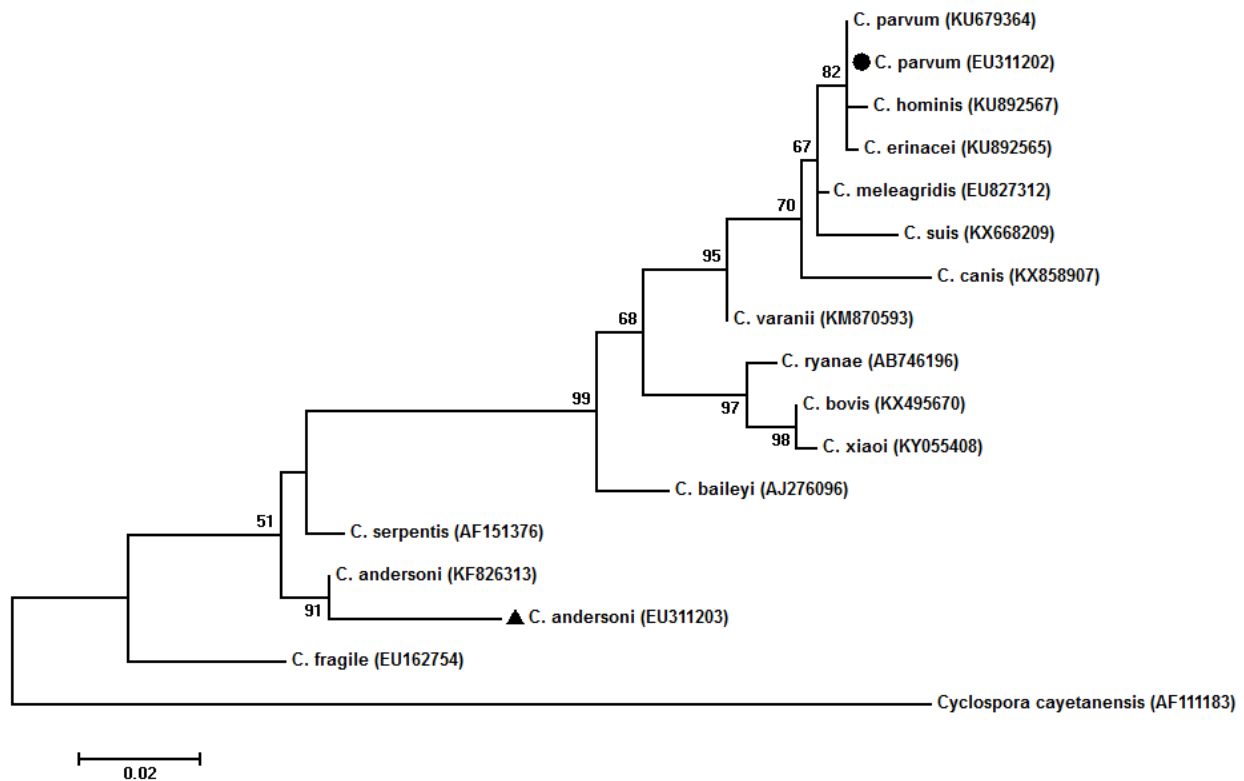 C. parvum (KU679364)
C. parvum (EU311202)
82
C. hominis (KU892567)
67
C. erinacei (KU892565)
C. meleagridis (EU827312)
70
C. suis (KX668209)
95
C. canis (KX858907)
68
C. varanii (KM870593)
C. ryanae (AB746196)
99
97
C. bovis (KX495670)
98
C. xiaoi (KY055408)
C. baileyi (AJ276096)
51
C. serpentis (AF151376)
C. andersoni (KF826313)
91
C. andersoni (EU311203)
C. fragile (EU162754)
Cyclospora cayetanensis (AF111183)
0.02